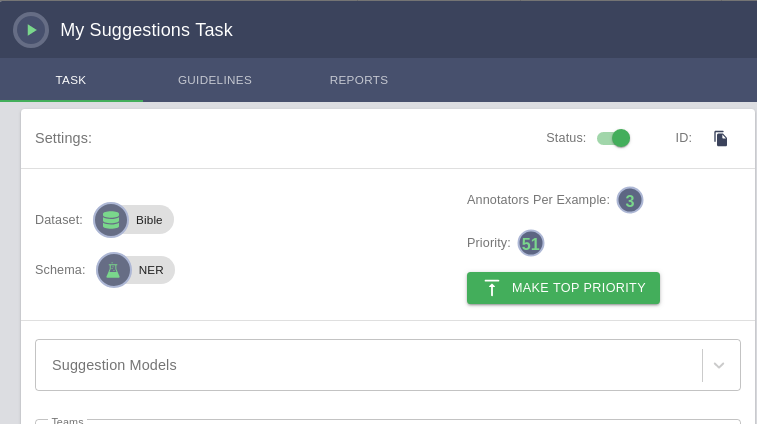 My Suggestions Task
TASK GUIDELINES REPORTS
Settings: Status: ID:
Annotators Per Example: 3
Dataset: Bible
Priority: 51
Schema: NER
MAKE TOP PRIORITY
Suggestion Models
Teams